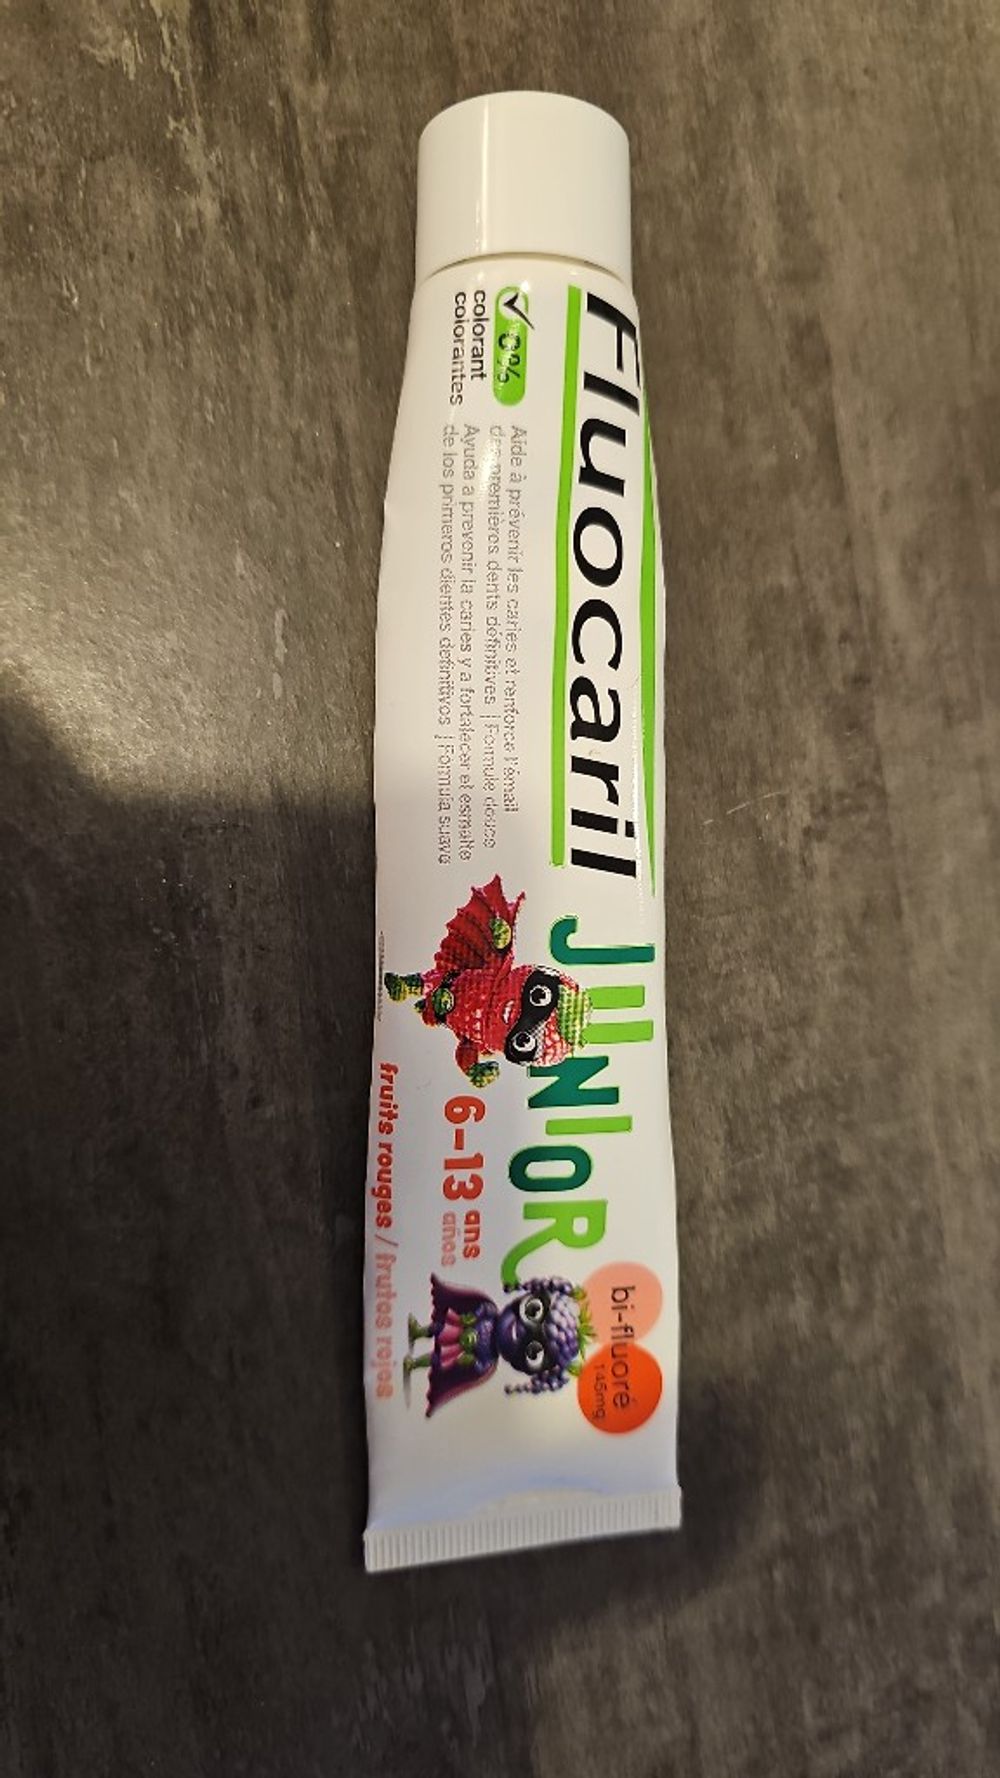 Fluocaril
JUNIOR
bi-fluoré
145mg
0%
colorant
colorantes
Aide à prévenir les caries et renforce l'émail
des premières dents définitives | Formule douce
Ayuda a prevenir la caries y a fortalecer el esmalte
de los primeros dientes definitivos | Formula suave
6-13 ans
años
fruits rouges / frutos rojos